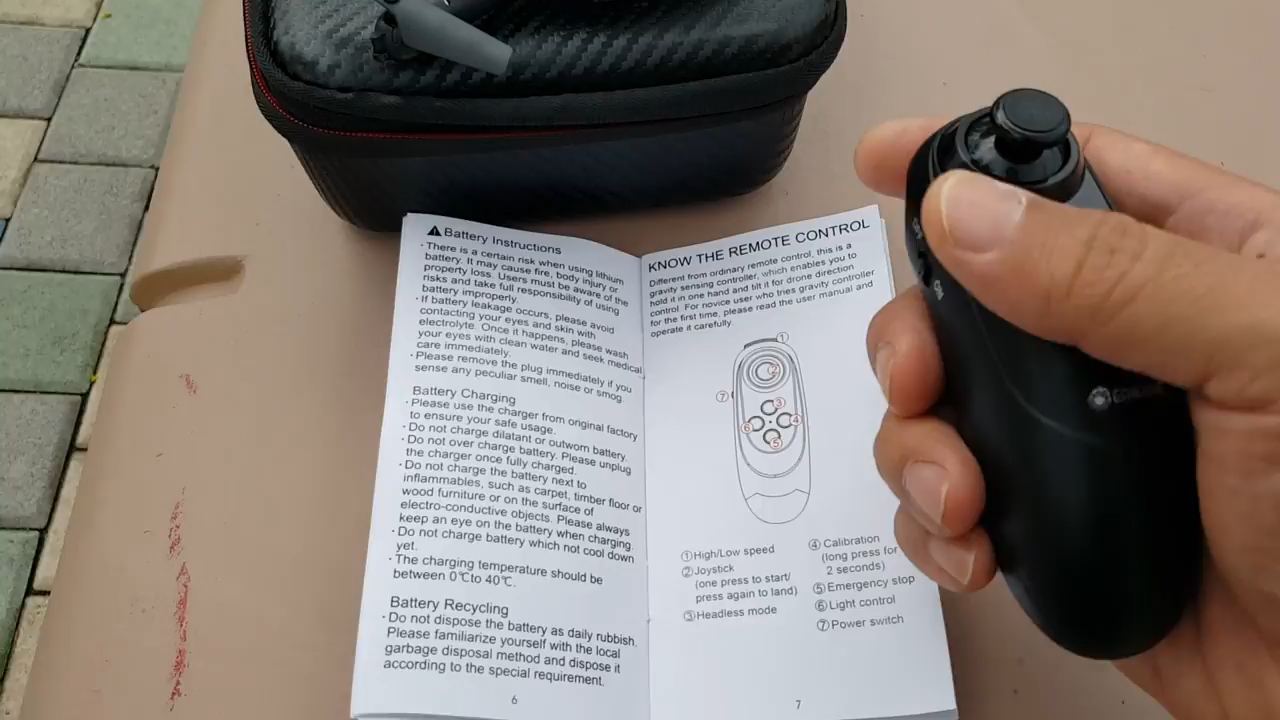 ⚠Battery Instructions
·There is a certain risk when using lithium
battery. It may cause fire, body injury or
property loss. Users must be aware of the
risks and take full responsibility of using
battery improperly.
·If battery leakage occurs, please avoid
contacting your eyes and skin with
electrolyte. Once it happens, please wash
your eyes with clean water and seek medical
care immediately.
·Please remove the plug immediately if you
sense any peculiar smell, noise or smog.
Battery Charging
·Please use the charger from original factory
to ensure your safe usage.
·Do not charge dilatant or outworn battery.
·Do not over charge battery. Please unplug
the charger once fully charged.
·Do not charge the battery next to
inflammables, such as carpet, timber floor or
wood furniture or on the surface of
electro-conductive objects. Please always
keep an eye on the battery when charging.
·Do not charge battery which not cool down
yet.
·The charging temperature should be
between 0℃to 40℃.
Battery Recycling
·Do not dispose the battery as daily rubbish.
Please familiarize yourself with the local
garbage disposal method and dispose it
according to the special requirement.
6
KNOW THE REMOTE CONTROL
Different from ordinary remote control, this is a
gravity sensing controller, which enables you to
hold it in one hand and tilt it for drone direction
control. For novice user who tries gravity controller
for the first time, please read the user manual and
operate it carefully.
①
②
⑦
③
④
⑥
⑤
①High/Low speed
②Joystick
(one press to start/
press again to land)
③Headless mode
④ Calibration
(long press for
2 seconds)
⑤Emergency stop
⑥Light control
⑦Power switch
7
ON